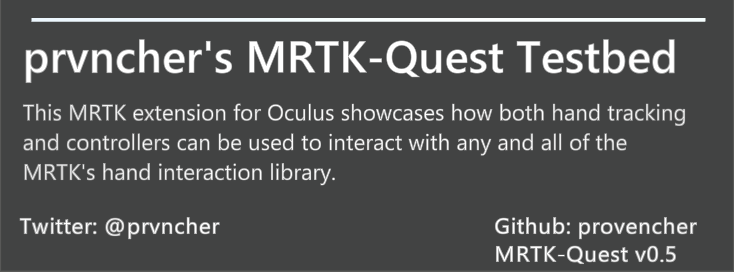 prvncher's MRTK-Quest Testbed
This MRTK extension for Oculus showcases how both hand tracking
and controllers can be used to interact with any and all of the
MRTK's hand interaction library.
Twitter: @prvncher
Github: provencher
MRTK-Quest v0.5